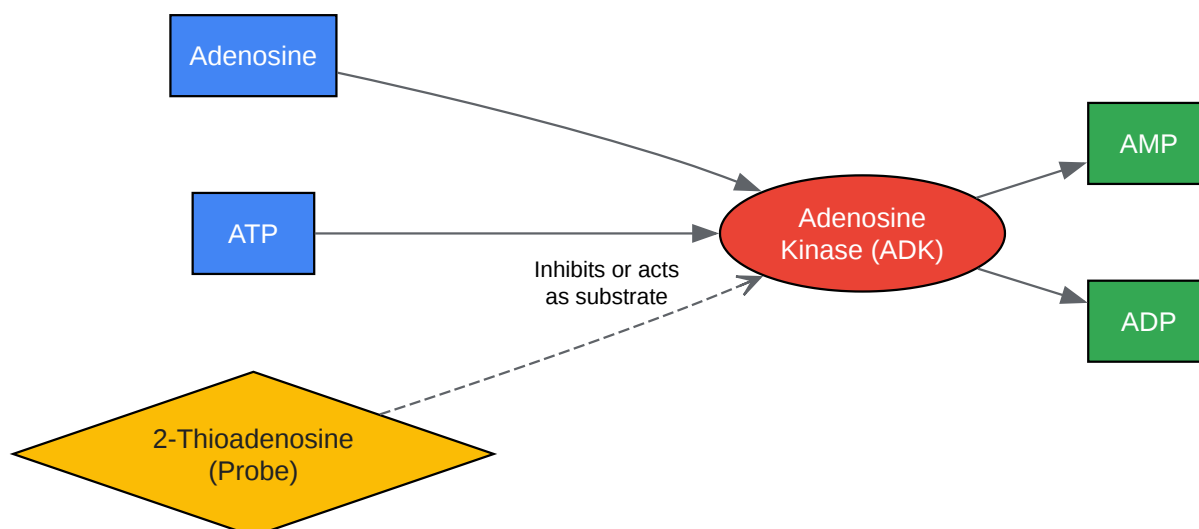 Adenosine
AMP
ATP
Adenosine
Kinase (ADK)
Inhibits or acts
as substrate
ADP
2-Thioadenosine
(Probe)